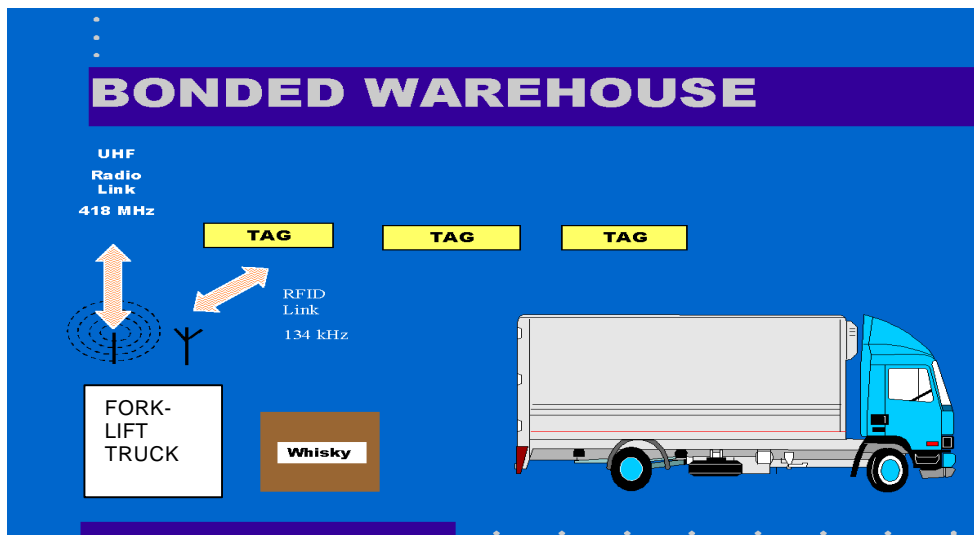 BONDED WAREHOUSE
UHF
Radio
Link
418 MHz
TAG
TAG
TAG
RFID
Link
134 kHz
FORK-
LIFT
TRUCK
Whisky